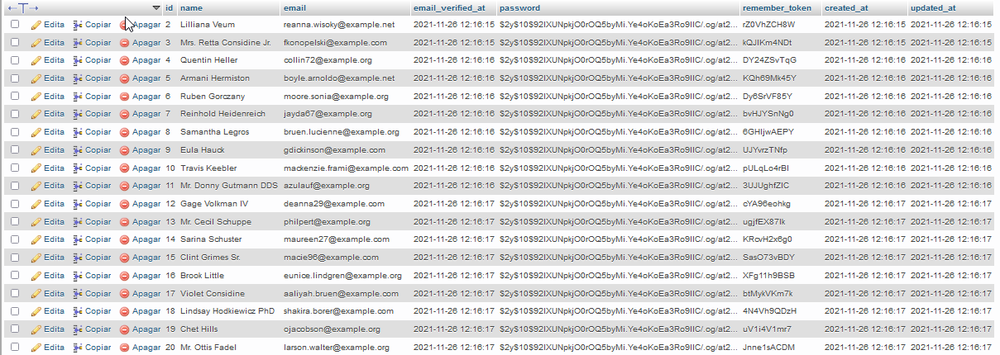 id name email email_verified_at password remember_token created_at updated_at
Edita Copiar Apagar 2 Lilliana Veum reanna.wisoky@example.net 2021-11-26 12:16:15 $2y$10$92IXUNpkjO0rOQ5byMi.Ye4oKoEa3Ro9llC/.og/at2... rZ0VhZCH8W 2021-11-26 12:16:15 2021-11-26 12:16:15
Edita Copiar Apagar 3 Mrs. Retta Considine Jr. fkonopelski@example.com 2021-11-26 12:16:15 $2y$10$92IXUNpkjO0rOQ5byMi.Ye4oKoEa3Ro9llC/.og/at2... kQJIKm4NDt 2021-11-26 12:16:15 2021-11-26 12:16:15
Edita Copiar Apagar 4 Quentin Heller collin72@example.org 2021-11-26 12:16:16 $2y$10$92IXUNpkjO0rOQ5byMi.Ye4oKoEa3Ro9llC/.og/at2... DY24ZSvTqG 2021-11-26 12:16:16 2021-11-26 12:16:16
Edita Copiar Apagar 5 Armani Hermiston boyle.arnoldo@example.net 2021-11-26 12:16:16 $2y$10$92IXUNpkjO0rOQ5byMi.Ye4oKoEa3Ro9llC/.og/at2... KQh69Mk45Y 2021-11-26 12:16:16 2021-11-26 12:16:16
Edita Copiar Apagar 6 Ruben Gorczany moore.sonia@example.org 2021-11-26 12:16:16 $2y$10$92IXUNpkjO0rOQ5byMi.Ye4oKoEa3Ro9llC/.og/at2... Dy6SrVF85Y 2021-11-26 12:16:16 2021-11-26 12:16:16
Edita Copiar Apagar 7 Reinhold Heidenreich jayda67@example.org 2021-11-26 12:16:16 $2y$10$92IXUNpkjO0rOQ5byMi.Ye4oKoEa3Ro9llC/.og/at2... bvHJYSnNg0 2021-11-26 12:16:16 2021-11-26 12:16:16
Edita Copiar Apagar 8 Samantha Legros bruen.lucienne@example.org 2021-11-26 12:16:16 $2y$10$92IXUNpkjO0rOQ5byMi.Ye4oKoEa3Ro9llC/.og/at2... 6GHIjwAEPY 2021-11-26 12:16:16 2021-11-26 12:16:16
Edita Copiar Apagar 9 Eula Hauck gdickinson@example.com 2021-11-26 12:16:16 $2y$10$92IXUNpkjO0rOQ5byMi.Ye4oKoEa3Ro9llC/.og/at2... UJYvrzTNfp 2021-11-26 12:16:16 2021-11-26 12:16:16
Edita Copiar Apagar 10 Travis Keebler mackenzie.frami@example.com 2021-11-26 12:16:16 $2y$10$92IXUNpkjO0rOQ5byMi.Ye4oKoEa3Ro9llC/.og/at2... pULqLo4rBI 2021-11-26 12:16:16 2021-11-26 12:16:16
Edita Copiar Apagar 11 Mr. Donny Gutmann DDS azulauf@example.com 2021-11-26 12:16:16 $2y$10$92IXUNpkjO0rOQ5byMi.Ye4oKoEa3Ro9llC/.og/at2... 3UJUghfZIC 2021-11-26 12:16:16 2021-11-26 12:16:16
Edita Copiar Apagar 12 Gage Volkman IV deanna29@example.com 2021-11-26 12:16:17 $2y$10$92IXUNpkjO0rOQ5byMi.Ye4oKoEa3Ro9llC/.og/at2... cYA96eohkg 2021-11-26 12:16:17 2021-11-26 12:16:17
Edita Copiar Apagar 13 Mr. Cecil Schuppe philpert@example.org 2021-11-26 12:16:17 $2y$10$92IXUNpkjO0rOQ5byMi.Ye4oKoEa3Ro9llC/.og/at2... ugjfEX87Ik 2021-11-26 12:16:17 2021-11-26 12:16:17
Edita Copiar Apagar 14 Sarina Schuster maureen27@example.com 2021-11-26 12:16:17 $2y$10$92IXUNpkjO0rOQ5byMi.Ye4oKoEa3Ro9llC/.og/at2... KRcvH2x6g0 2021-11-26 12:16:17 2021-11-26 12:16:17
Edita Copiar Apagar 15 Clint Grimes Sr. macie96@example.com 2021-11-26 12:16:17 $2y$10$92IXUNpkjO0rOQ5byMi.Ye4oKoEa3Ro9llC/.og/at2... SasO73vBDY 2021-11-26 12:16:17 2021-11-26 12:16:17
Edita Copiar Apagar 16 Brook Little eunice.lindgren@example.org 2021-11-26 12:16:17 $2y$10$92IXUNpkjO0rOQ5byMi.Ye4oKoEa3Ro9llC/.og/at2... XFg11h9BSB 2021-11-26 12:16:17 2021-11-26 12:16:17
Edita Copiar Apagar 17 Violet Considine aaliyah.bruen@example.com 2021-11-26 12:16:17 $2y$10$92IXUNpkjO0rOQ5byMi.Ye4oKoEa3Ro9llC/.og/at2... btMykVKm7k 2021-11-26 12:16:17 2021-11-26 12:16:17
Edita Copiar Apagar 18 Lindsay Hodkiewicz PhD shakira.borer@example.com 2021-11-26 12:16:17 $2y$10$92IXUNpkjO0rOQ5byMi.Ye4oKoEa3Ro9llC/.og/at2... 4N4Vh9QDzH 2021-11-26 12:16:17 2021-11-26 12:16:17
Edita Copiar Apagar 19 Chet Hills ojacobson@example.org 2021-11-26 12:16:17 $2y$10$92IXUNpkjO0rOQ5byMi.Ye4oKoEa3Ro9llC/.og/at2... uV1i4V1mr7 2021-11-26 12:16:17 2021-11-26 12:16:17
Edita Copiar Apagar 20 Mr. Ottis Fadel larson.walter@example.org 2021-11-26 12:16:17 $2y$10$92IXUNpkjO0rOQ5byMi.Ye4oKoEa3Ro9llC/.og/at2... Jnne1sACDM 2021-11-26 12:16:17 2021-11-26 12:16:17